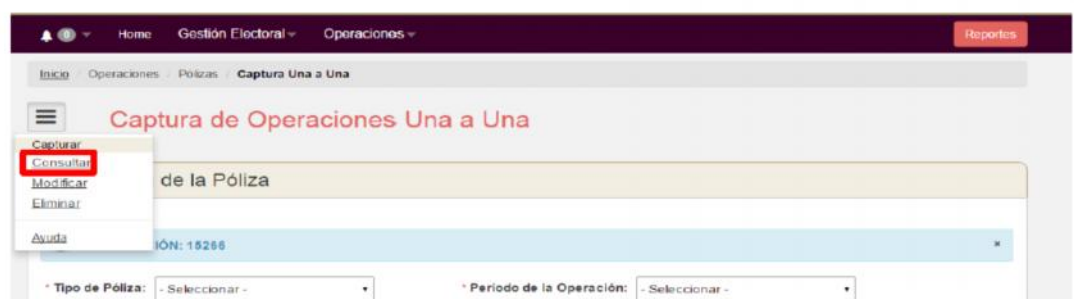 0 Home Gestión Electoral Operaciones Reportes
Inicio / Operaciones / Pólizas / Captura Una a Una
Captura de Operaciones Una a Una
Capturar
Consultar
Modificar
Eliminar
Ayuda
de la Póliza
IÓN: 15266 ×
* Tipo de Póliza: - Seleccionar - * Periodo de la Operación: - Seleccionar -